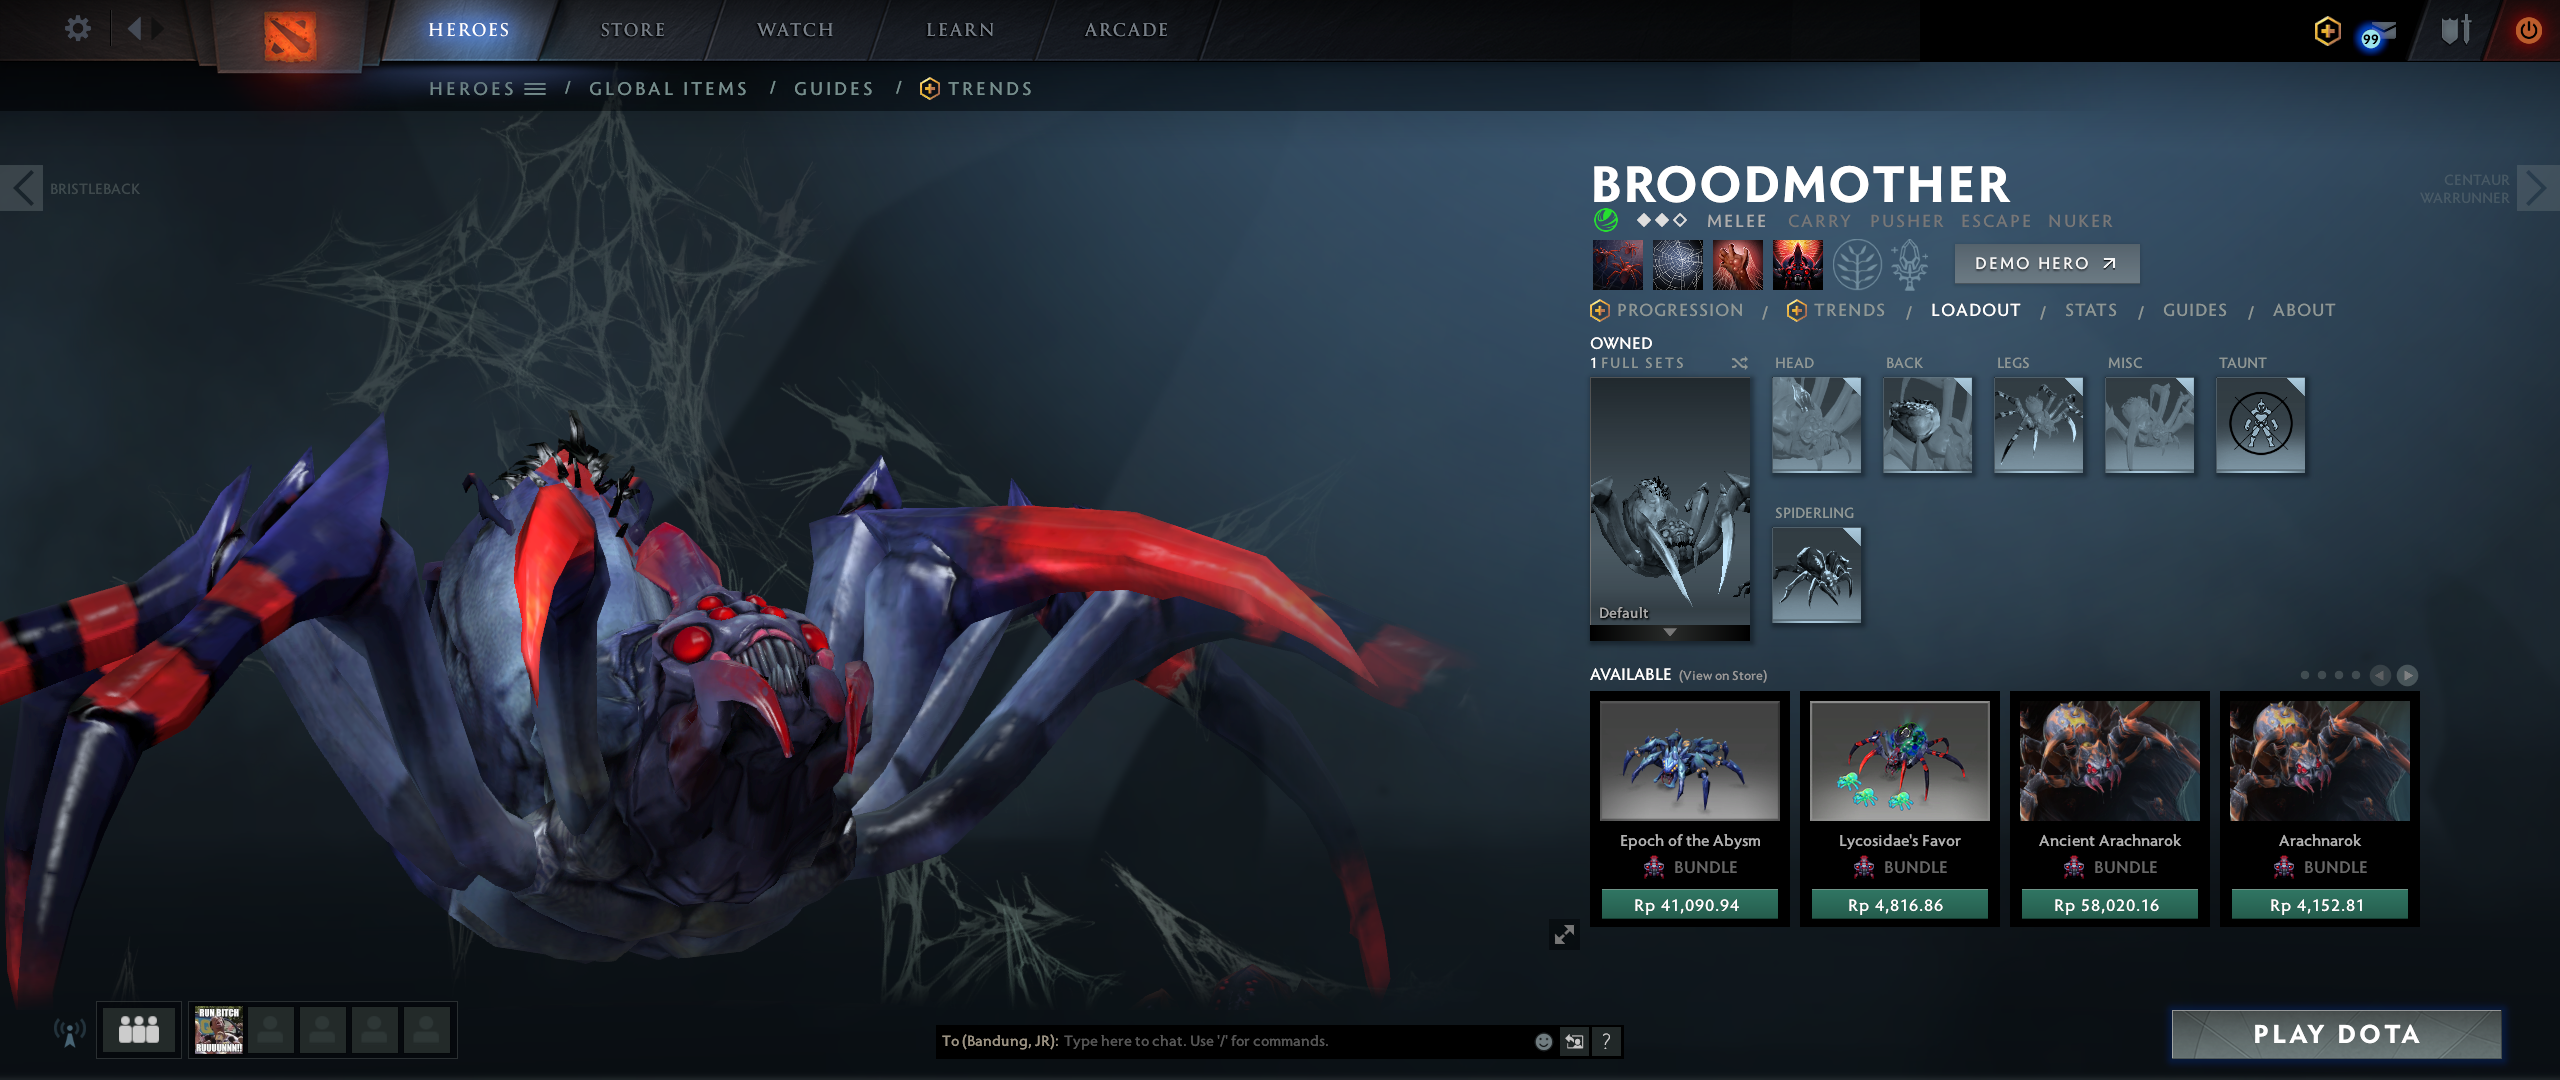 HEROES
STORE
WATCH
LEARN
ARCADE
99
HEROES / GLOBAL ITEMS / GUIDES / TRENDS
BRISTLEBACK
CENTAUR
WARRUNNER
BROODMOTHER
MELEE CARRY PUSHER ESCAPE NUKER
DEMO HERO
PROGRESSION / TRENDS / LOADOUT / STATS / GUIDES / ABOUT
OWNED
1 FULL SETS
HEAD
BACK
LEGS
MISC
TAUNT
SPIDERLING
Default
AVAILABLE (View on Store)
Epoch of the Abysm
BUNDLE
Rp 41,090.94
Lycosidae's Favor
BUNDLE
Rp 4,816.86
Ancient Arachnarok
BUNDLE
Rp 58,020.16
Arachnarok
BUNDLE
Rp 4,152.81
RUN BITCH
RUUUUNNN!!
To (Bandung, JR): Type here to chat. Use '/' for commands.
?
PLAY DOTA